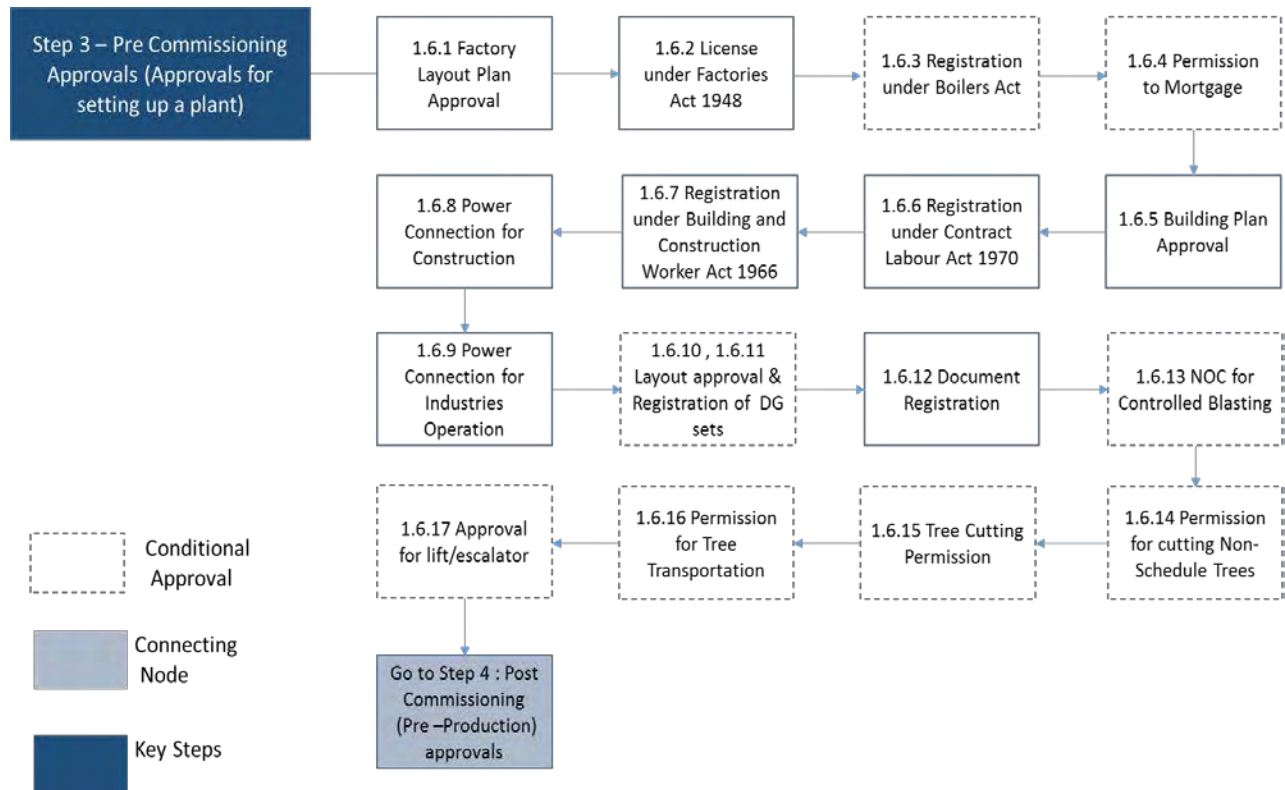 Step 3 – Pre Commissioning
Approvals (Approvals for
setting up a plant)
1.6.1 Factory
Layout Plan
Approval
1.6.2 License
under Factories
Act 1948
1.6.3 Registration
under Boilers Act
1.6.4 Permission
to Mortgage
1.6.8 Power
Connection for
Construction
1.6.7 Registration
under Building and
Construction
Worker Act 1966
1.6.6 Registration
under Contract
Labour Act 1970
1.6.5 Building Plan
Approval
1.6.9 Power
Connection for
Industries
Operation
1.6.10 , 1.6.11
Layout approval &
Registration of DG
sets
1.6.12 Document
Registration
1.6.13 NOC for
Controlled Blasting
1.6.17 Approval
for lift/escalator
1.6.16 Permission
for Tree
Transportation
1.6.15 Tree Cutting
Permission
1.6.14 Permission
for cutting Non-
Schedule Trees
Conditional
Approval
Connecting
Node
Key Steps
Go to Step 4 : Post
Commissioning
(Pre –Production)
approvals